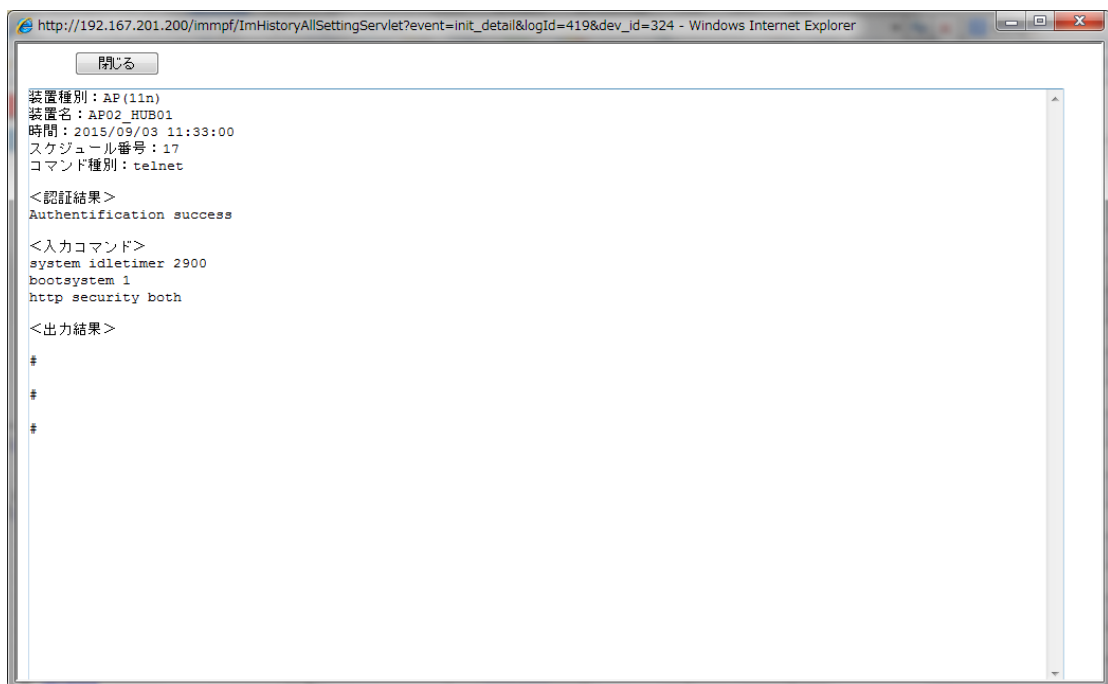 http://192.167.201.200/immpf/ImHistoryAllSettingServlet?event=init_detail&logId=419&dev_id=324 - Windows Internet Explorer
閉じる
装置種別：AP(11n)
装置名：AP02_HUB01
時間：2015/09/03 11:33:00
スケジュール番号：17
コマンド種別：telnet
＜認証結果＞
Authentification success
＜入力コマンド＞
system idletimer 2900
bootsystem 1
http security both
＜出力結果＞
#
#
#